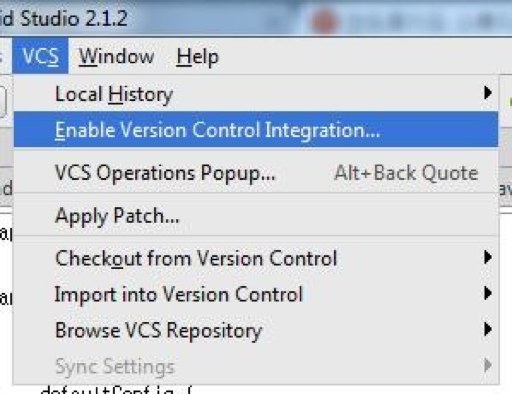 id Studio 2.1.2
VCS Window Help
Local History
Enable Version Control Integration...
VCS Operations Popup... Alt+Back Quote
Apply Patch...
Checkout from Version Control
Import into Version Control
Browse VCS Repository
Sync Settings
defaultConfig {